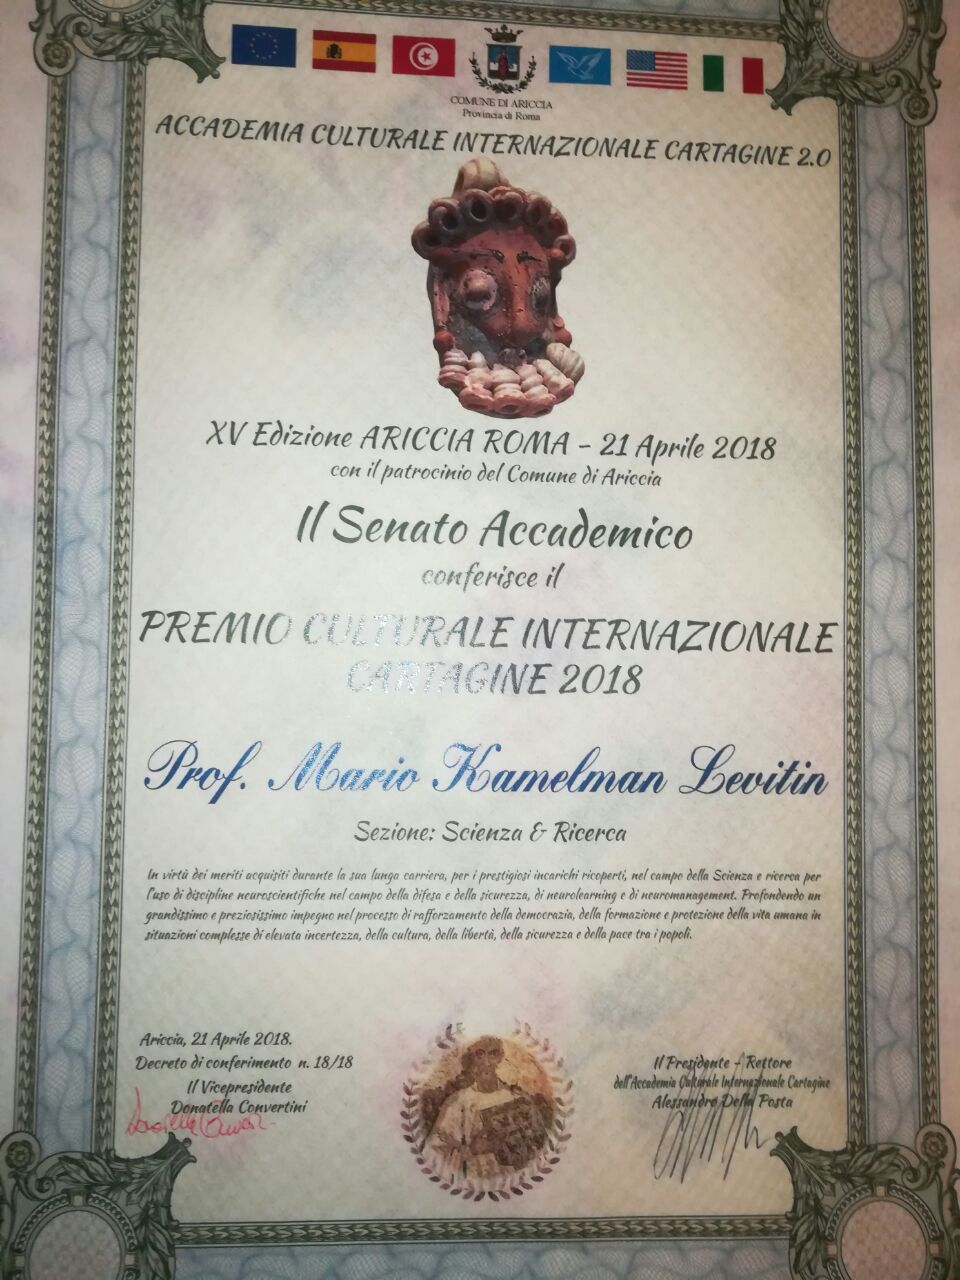 COMUNE DI ARICCIA
Provincia di Roma
ACCADEMIA CULTURALE INTERNAZIONALE CARTAGINE 2.0
XV Edizione ARICCIA ROMA - 21 Aprile 2018
con il patrocinio del Comune di Ariccia
Il Senato Accademico
conferisce il
PREMIO CULTURALE INTERNAZIONALE
CARTAGINE 2018
Prof. Mario Kamelman Levitin
Sezione: Scienza & Ricerca
In virtù dei meriti acquisiti durante la sua lunga carriera, per i prestigiosi incarichi ricoperti, nel campo della Scienza e ricerca per
l'uso di discipline neuroscientifiche nel campo della difesa e della sicurezza, di neurolearning e di neuromanagement. Profondendo un
grandissimo e preziosissimo impegno nel processo di rafforzamento della democrazia, della formazione e protezione della vita umana in
situazioni complesse di elevata incertezza, della cultura, della libertà, della sicurezza e della pace tra i popoli.
Ariccia, 21 Aprile 2018.
Decreto di conferimento n. 18/18
Il Vicepresidente
Donatella Convertini
Il Presidente - Rettore
dell'Accademia Culturale Internazionale Cartagine
Alessandro Della Posta